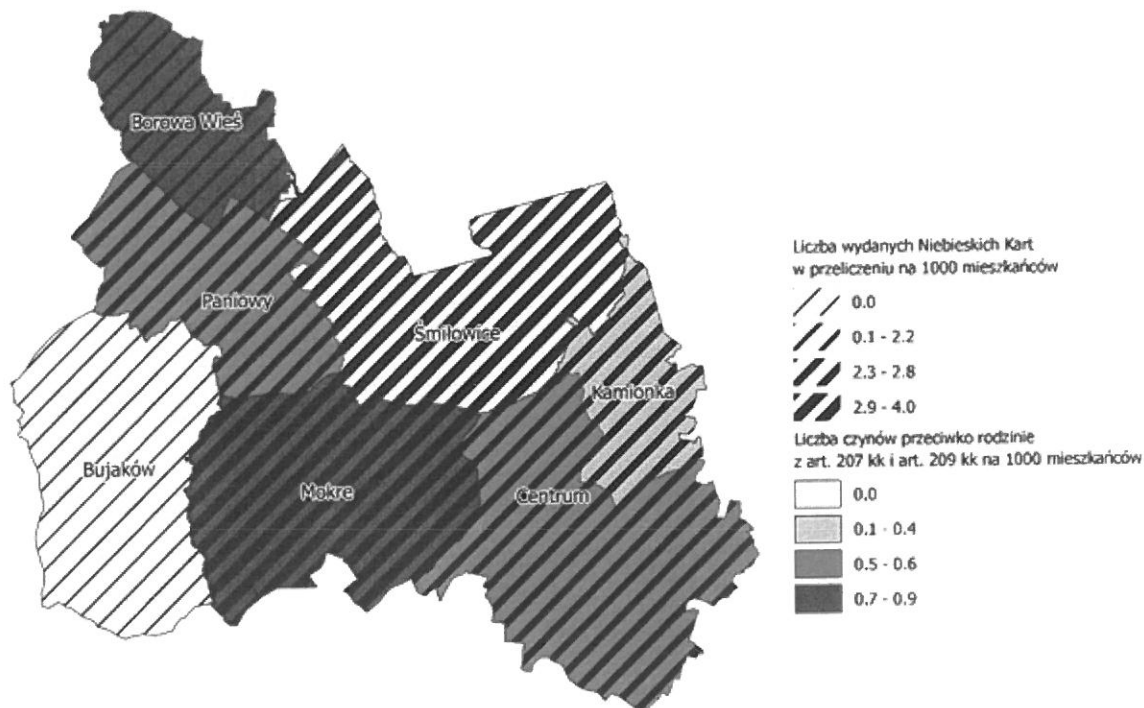 Borowa Wieś
Paniowy
Śmiłowice
Kamionka
Bujaków
Mokre
Centrum
Liczba wydanych Niebieskich Kart
w przeliczeniu na 1000 mieszkańców
0.0
0.1 - 2.2
2.3 - 2.8
2.9 - 4.0
Liczba czynów przeciwko rodzinie
z art. 207 kk i art. 209 kk na 1000 mieszkańców
0.0
0.1 - 0.4
0.5 - 0.6
0.7 - 0.9